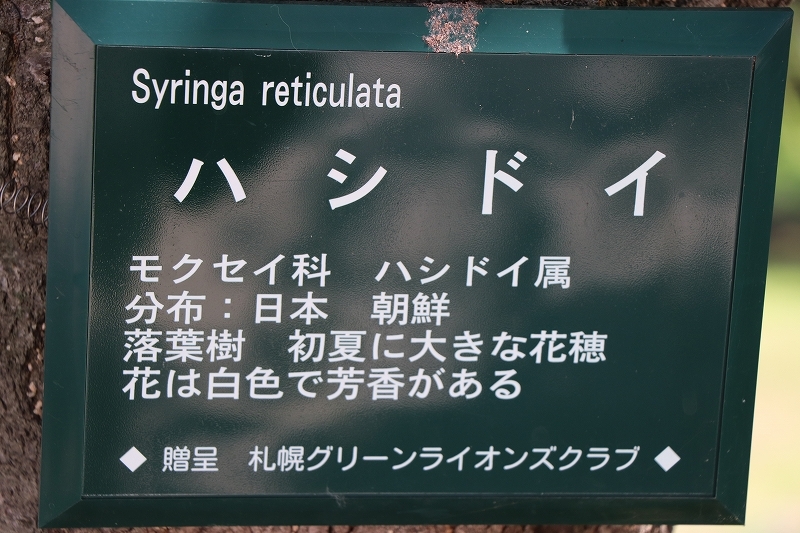 Syringa reticulata
ハシドイ
モクセイ科　ハシドイ属
分布：日本　朝鮮
落葉樹　初夏に大きな花穂
花は白色で芳香がある
◆ 贈呈　札幌グリーンライオンズクラブ ◆